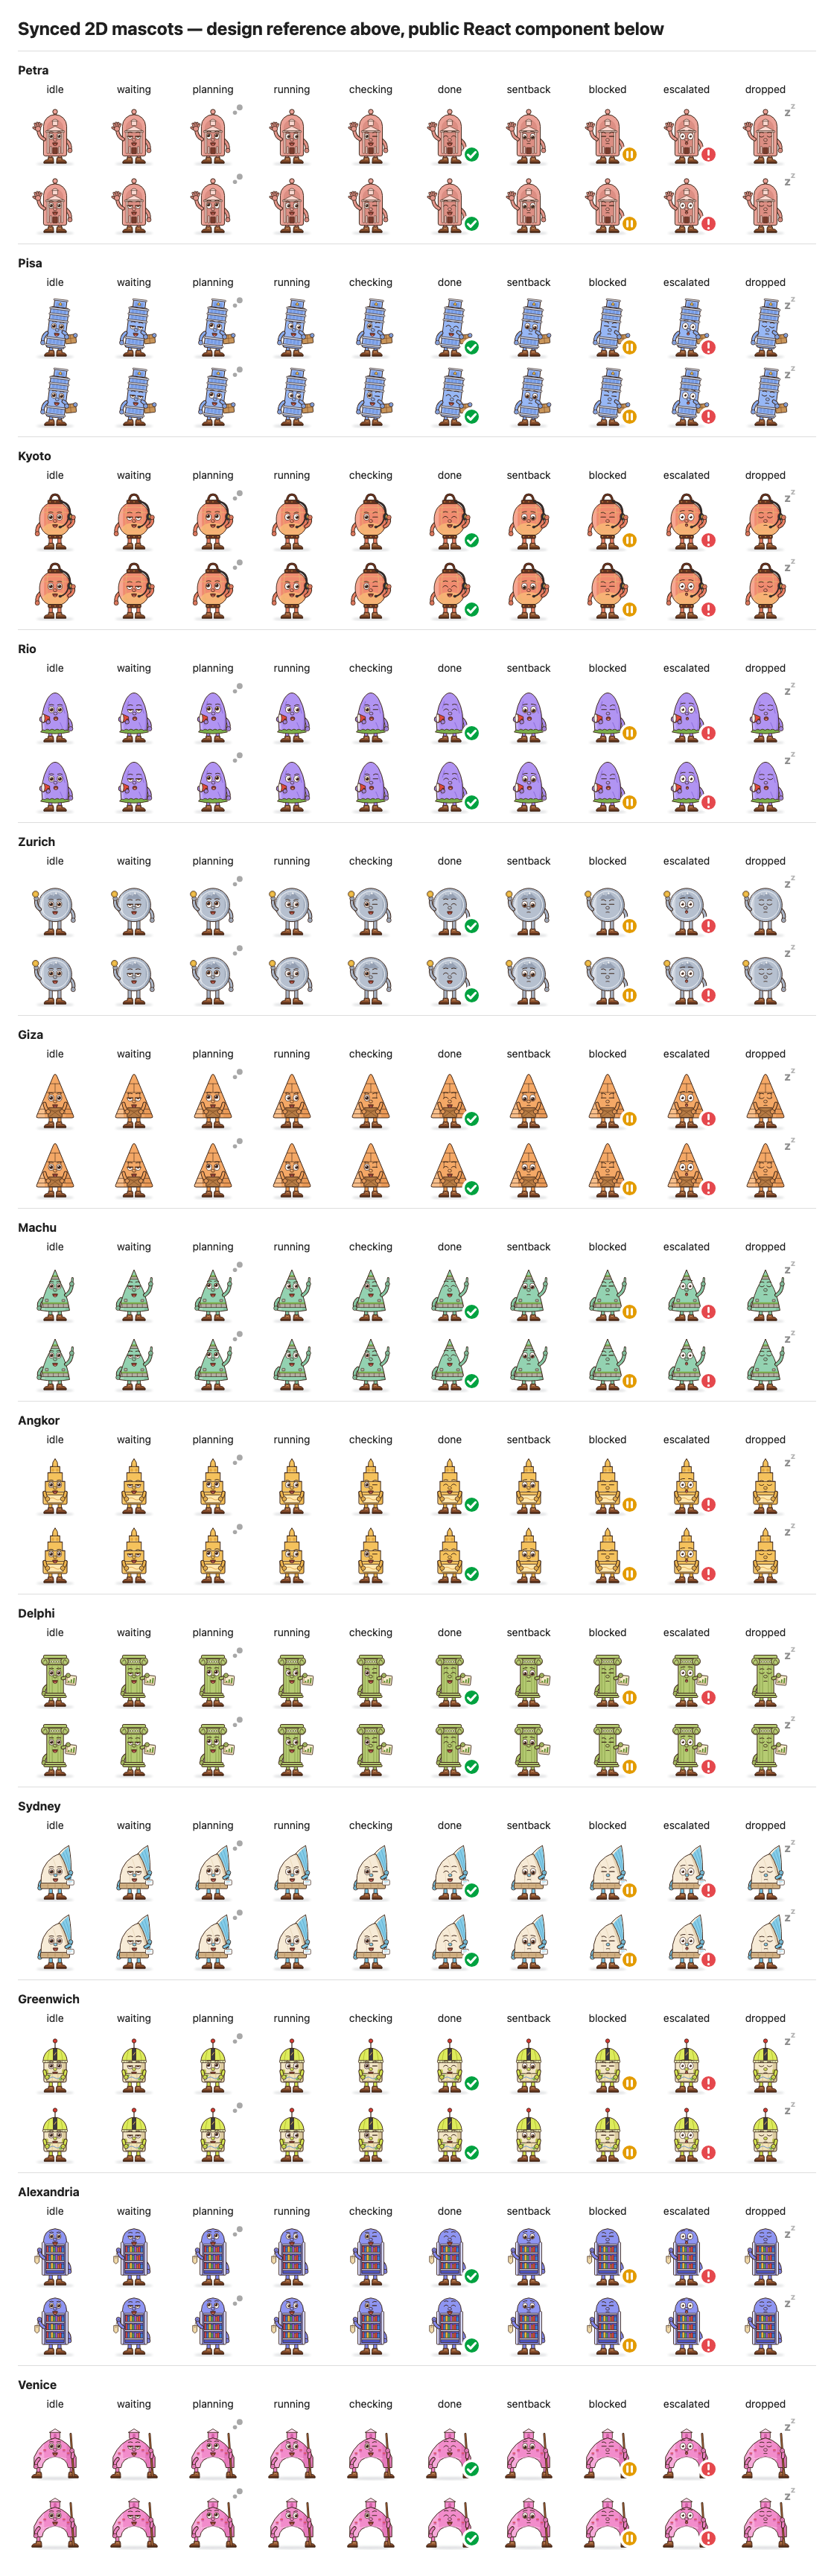 Synced 2D mascots — design reference above, public React component below
Petra
idle waiting planning running checking done sentback blocked escalated dropped
z z
z z
Pisa
idle waiting planning running checking done sentback blocked escalated dropped
z z
z z
Kyoto
idle waiting planning running checking done sentback blocked escalated dropped
z z
z z
Rio
idle waiting planning running checking done sentback blocked escalated dropped
z z
z z
Zurich
idle waiting planning running checking done sentback blocked escalated dropped
z z
z z
Giza
idle waiting planning running checking done sentback blocked escalated dropped
z z
z z
Machu
idle waiting planning running checking done sentback blocked escalated dropped
z z
z z
Angkor
idle waiting planning running checking done sentback blocked escalated dropped
z z
z z
Delphi
idle waiting planning running checking done sentback blocked escalated dropped
z z
z z
Sydney
idle waiting planning running checking done sentback blocked escalated dropped
z z
z z
Greenwich
idle waiting planning running checking done sentback blocked escalated dropped
z z
z z
Alexandria
idle waiting planning running checking done sentback blocked escalated dropped
z z
z z
Venice
idle waiting planning running checking done sentback blocked escalated dropped
z z
z z